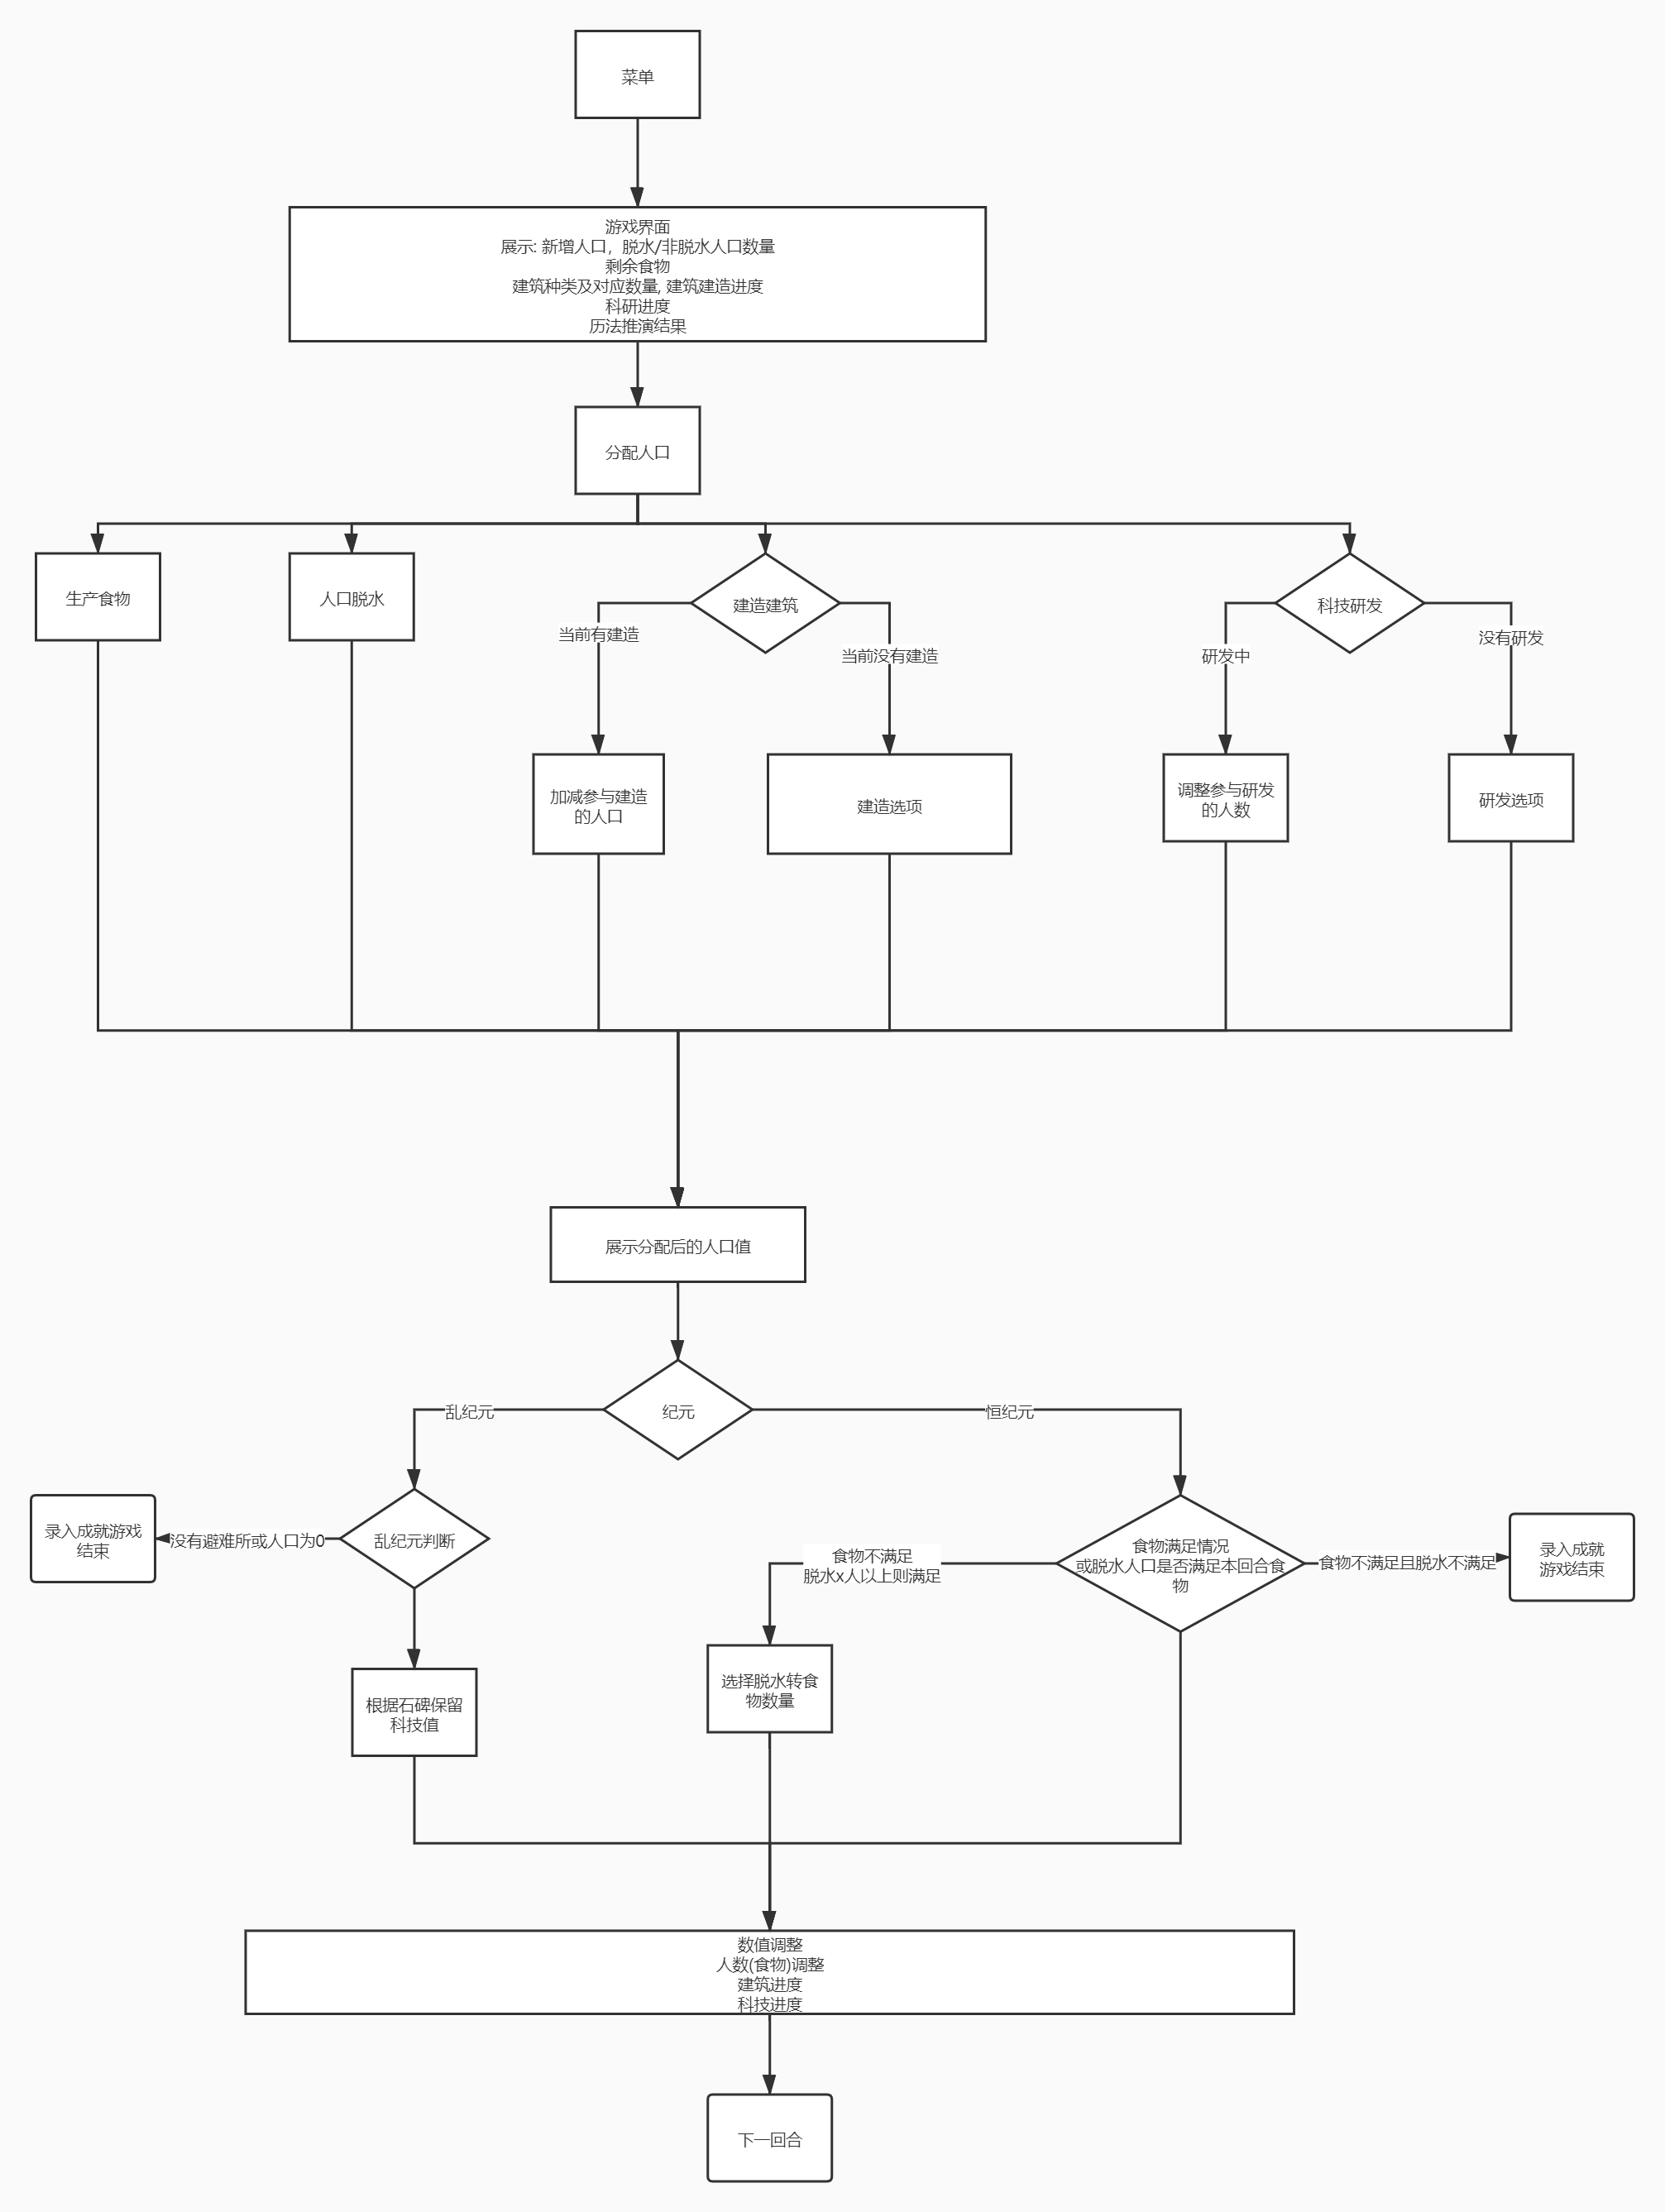 菜单
游戏界面
展示: 新增人口，脱水/非脱水人口数量
剩余食物
建筑种类及对应数量, 建筑建造进度
科研进度
历法推演结果
分配人口
生产食物
人口脱水
建造建筑
科技研发
当前有建造
当前没有建造
研发中
没有研发
加减参与建造
的人口
建造选项
调整参与研发
的人数
研发选项
展示分配后的人口值
纪元
乱纪元
恒纪元
录入成就游戏
结束
没有避难所或人口为0
乱纪元判断
食物不满足
脱水x人以上则满足
食物满足情况
或脱水人口是否满足本回合食
物
食物不满足且脱水不满足
录入成就
游戏结束
根据石碑保留
科技值
选择脱水转食
物数量
数值调整
人数(食物)调整
建筑进度
科技进度
下一回合